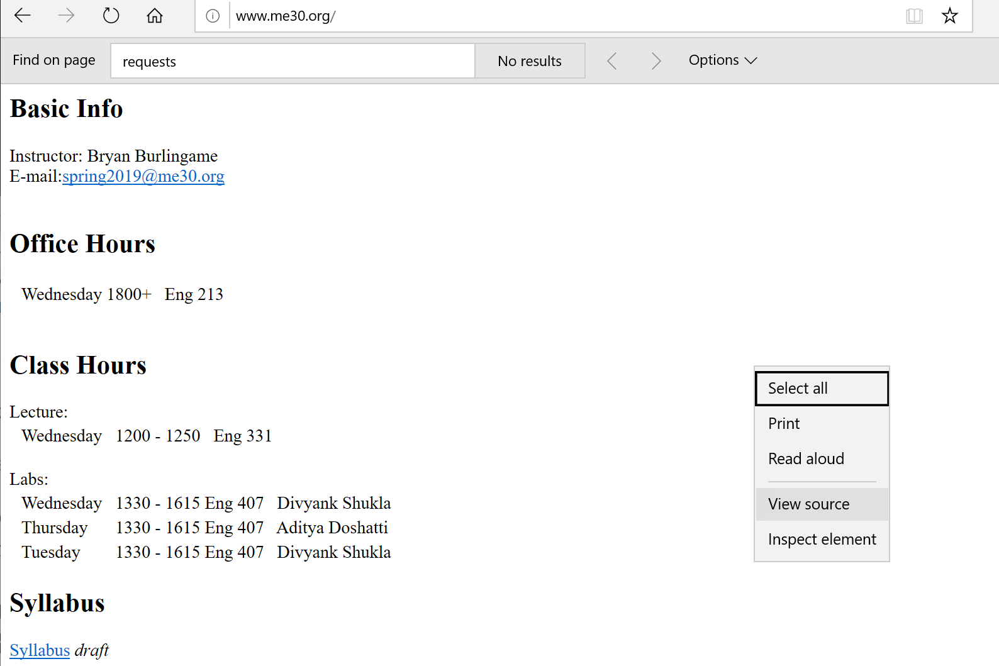 www.me30.org/
Find on page requests No results Options
Basic Info
Instructor: Bryan Burlingame
E-mail:spring2019@me30.org
Office Hours
Wednesday 1800+ Eng 213
Class Hours
Lecture:
Wednesday 1200 - 1250 Eng 331
Labs:
Wednesday 1330 - 1615 Eng 407 Divyank Shukla
Thursday 1330 - 1615 Eng 407 Aditya Doshatti
Tuesday 1330 - 1615 Eng 407 Divyank Shukla
Syllabus
Syllabus draft
Select all
Print
Read aloud
View source
Inspect element